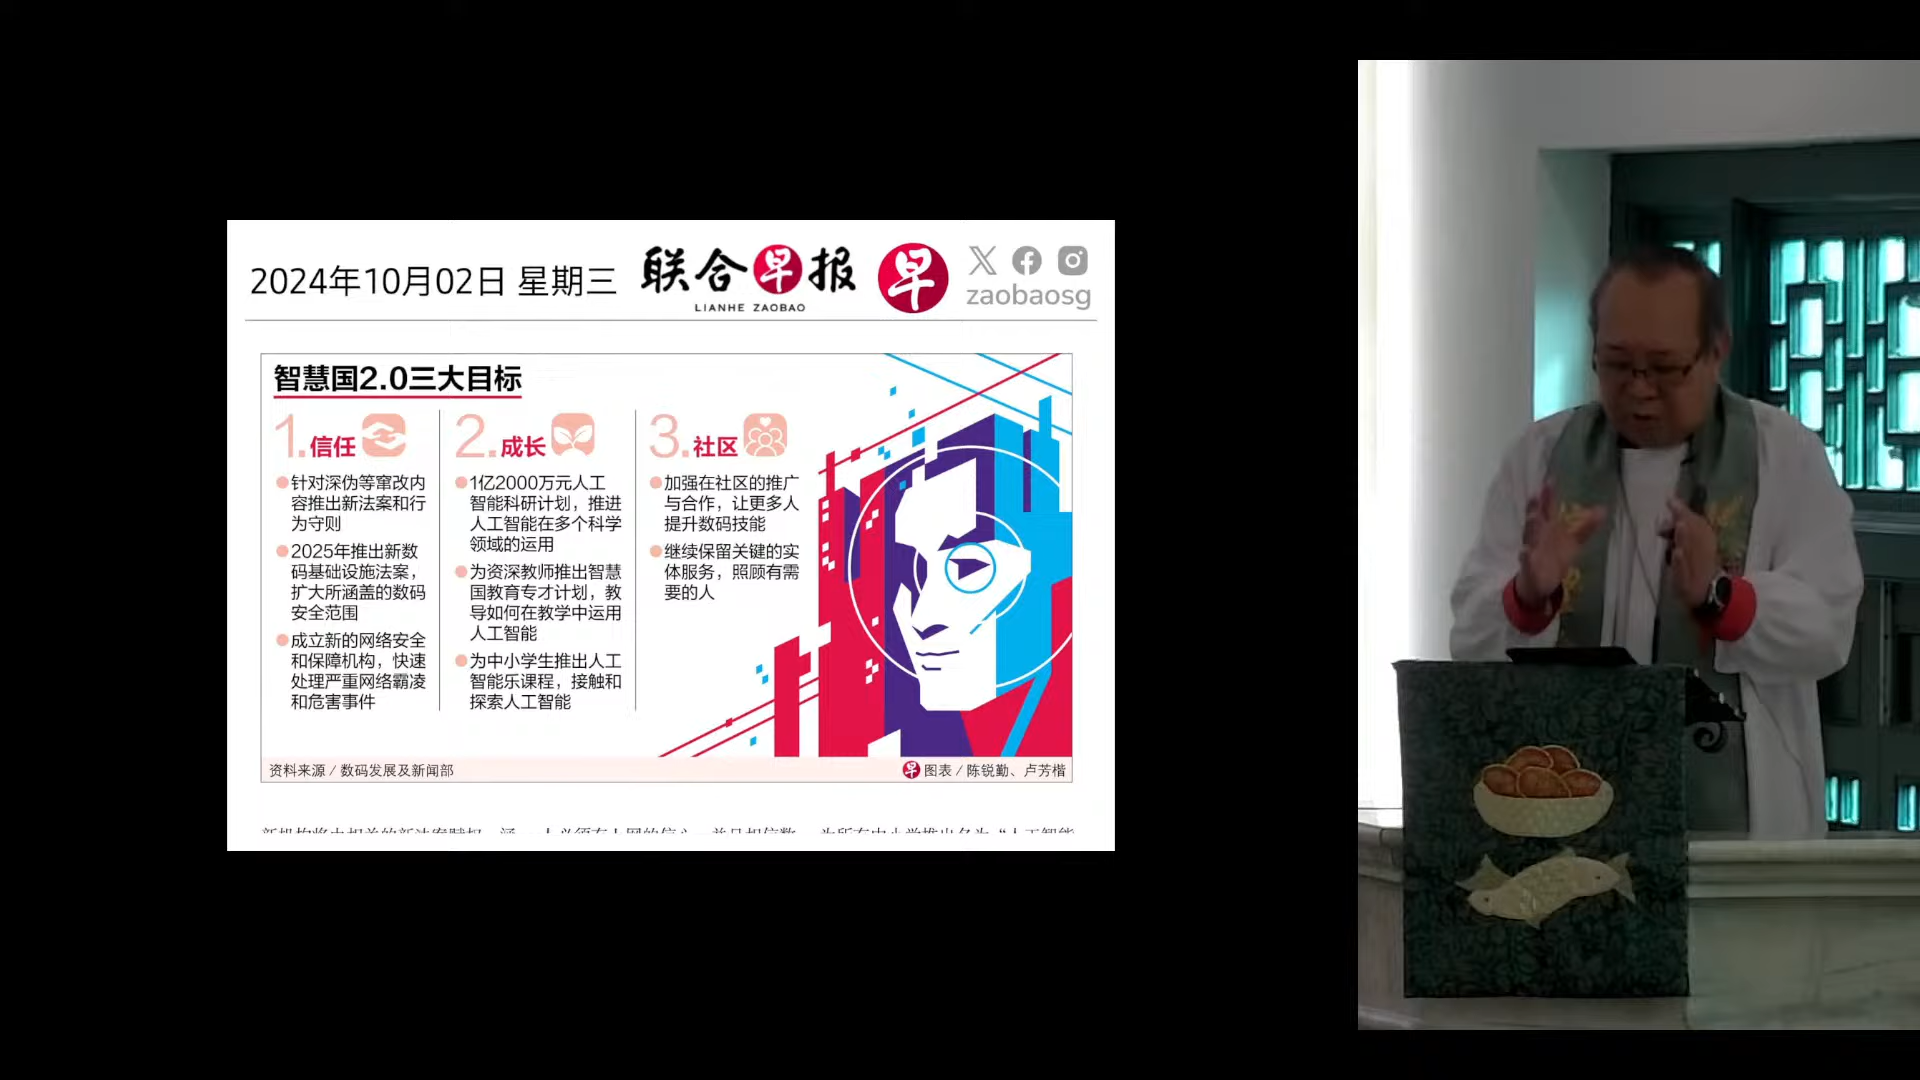 2024年10月02日 星期三
联合早报
LIANHE ZAOBAO
早
zaobaosg
智慧国2.0三大目标
1.信任
针对深伪等窜改内
容推出新法案和行
为守则
2025年推出新数
码基础设施法案，
扩大所涵盖的数码
安全范围
成立新的网络安全
和保障机构，快速
处理严重网络霸凌
和危害事件
2.成长
1亿2000万元人工
智能科研计划，推进
人工智能在多个科学
领域的运用
为资深教师推出智慧
国教育专才计划，教
导如何在教学中运用
人工智能
为中小学生推出人工
智能乐课程，接触和
探索人工智能
3.社区
加强在社区的推广
与合作，让更多人
提升数码技能
继续保留关键的实
体服务，照顾有需
要的人
资料来源／数码发展及新闻部
早 图表／陈锐勤、卢芳楷